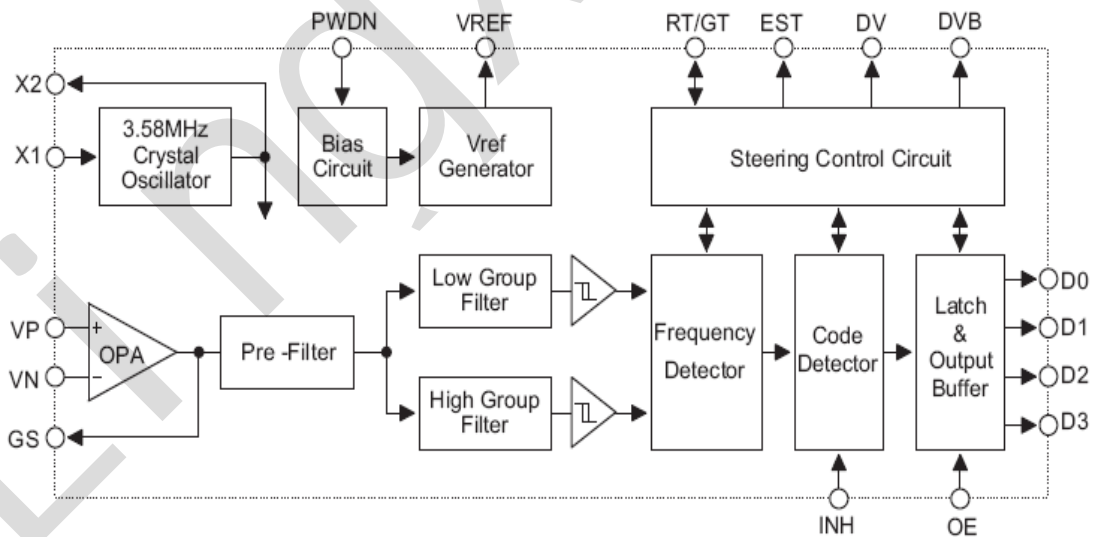 PWDN
VREF
RT/GT
EST
DV
DVB
X2
X1
3.58MHz
Crystal
Oscillator
Bias
Circuit
Vref
Generator
Steering Control Circuit
VP
VN
GS
+
OPA
−
Pre -Filter
Low Group
Filter
High Group
Filter
Frequency
Detector
Code
Detector
Latch
&
Output
Buffer
D0
D1
D2
D3
INH
OE